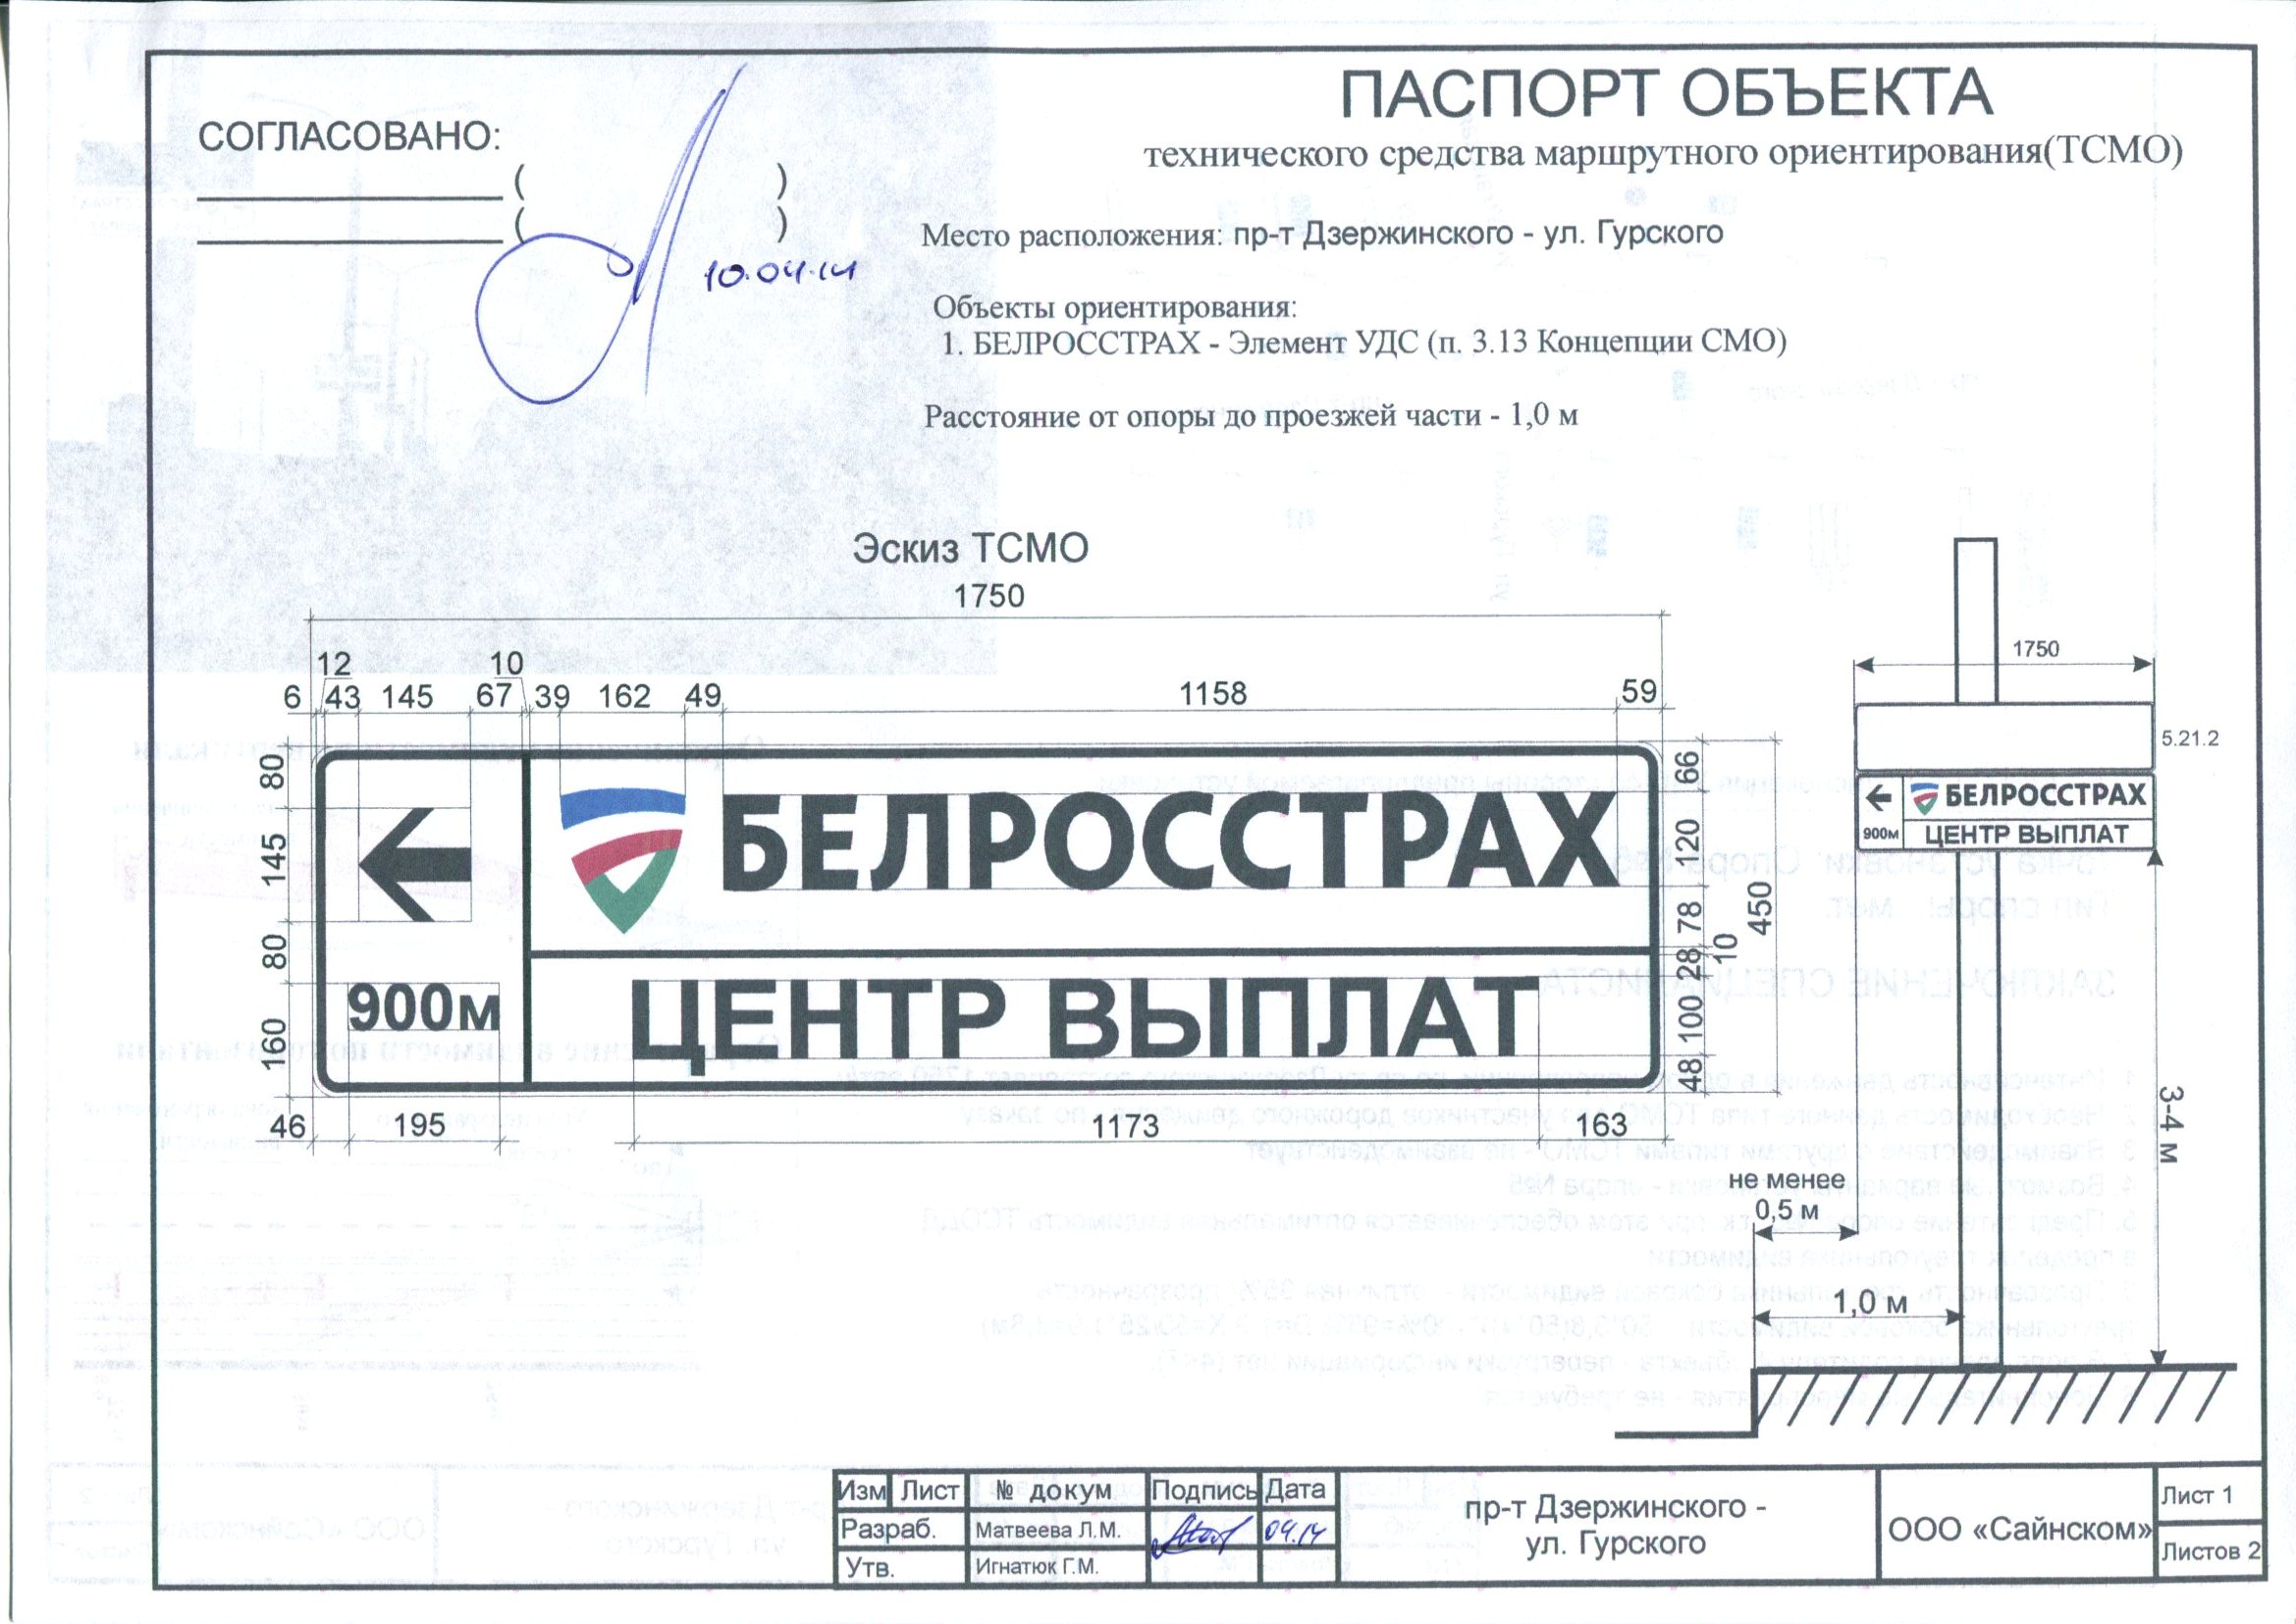 СОГЛАСОВАНО:
( )
( )
10.04.14
ПАСПОРТ ОБЪЕКТА
технического средства маршрутного ориентирования(ТСМО)
Место расположения: пр-т Дзержинского - ул. Гурского
Объекты ориентирования:
1. БЕЛРОССТРАХ - Элемент УДС (п. 3.13 Концепции СМО)
Расстояние от опоры до проезжей части - 1,0 м
Эскиз ТСМО
1750
12 10
6 43 145 67 39 162 49 1158 59
80 145 80 160
БЕЛРОССТРАХ
900м
ЦЕНТР ВЫПЛАТ
66 120 78 10 28 100 48
450
46 195 1173 163
1750
5.21.2
БЕЛРОССТРАХ
900м ЦЕНТР ВЫПЛАТ
3-4 м
не менее
0,5 м
1,0 м
Изм Лист № докум Подпись Дата
Разраб. Матвеева Л.М. 04.14
Утв. Игнатюк Г.М.
пр-т Дзержинского -
ул. Гурского
ООО «Сайнском»
Лист 1
Листов 2